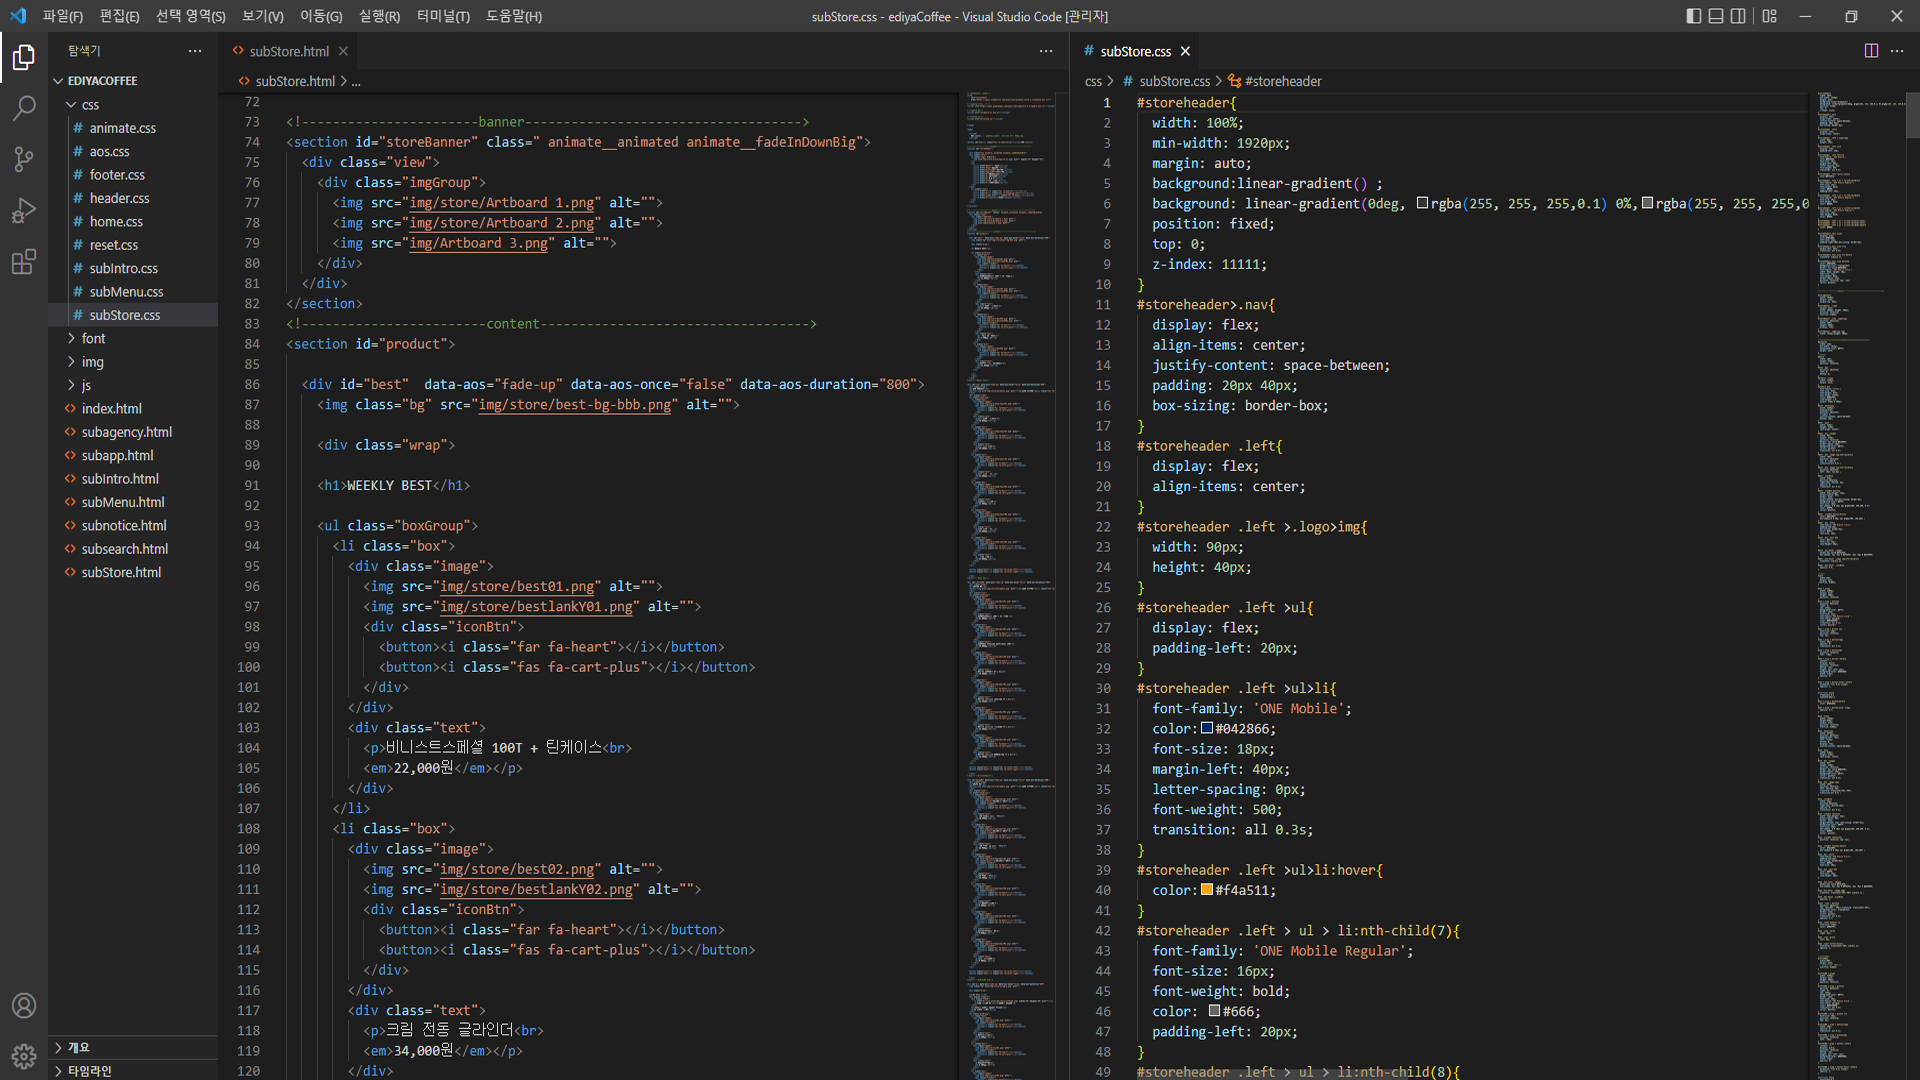 파일(F) 편집(E) 선택 영역(S) 보기(V) 이동(G) 실행(R) 터미널(T) 도움말(H)
subStore.css - ediyaCoffee - Visual Studio Code [관리자]
탐색기
EDIYACOFFEE
css
# animate.css
# aos.css
# footer.css
# header.css
# home.css
# reset.css
# subIntro.css
# subMenu.css
# subStore.css
font
img
js
<> index.html
<> subagency.html
<> subapp.html
<> subIntro.html
<> subMenu.html
<> subnotice.html
<> subsearch.html
<> subStore.html
개요
타임라인
<> subStore.html
<> subStore.html > ...
72
73 <!-----------------------banner------------------------------------>
74 <section id="storeBanner" class=" animate__animated animate__fadeInDownBig">
75 <div class="view">
76 <div class="imgGroup">
77 <img src="img/store/Artboard 1.png" alt="">
78 <img src="img/store/Artboard 2.png" alt="">
79 <img src="img/Artboard 3.png" alt="">
80 </div>
81 </div>
82 </section>
83 <!------------------------content----------------------------------->
84 <section id="product">
85
86 <div id="best"  data-aos="fade-up" data-aos-once="false" data-aos-duration="800">
87 <img class="bg" src="img/store/best-bg-bbb.png" alt="">
88
89 <div class="wrap">
90
91 <h1>WEEKLY BEST</h1>
92
93 <ul class="boxGroup">
94 <li class="box">
95 <div class="image">
96 <img src="img/store/best01.png" alt="">
97 <img src="img/store/bestlankY01.png" alt="">
98 <div class="iconBtn">
99 <button><i class="far fa-heart"></i></button>
100 <button><i class="fas fa-cart-plus"></i></button>
101 </div>
102 </div>
103 <div class="text">
104 <p>비니스트스페셜 100T + 틴케이스<br>
105 <em>22,000원</em></p>
106 </div>
107 </li>
108 <li class="box">
109 <div class="image">
110 <img src="img/store/best02.png" alt="">
111 <img src="img/store/bestlankY02.png" alt="">
112 <div class="iconBtn">
113 <button><i class="far fa-heart"></i></button>
114 <button><i class="fas fa-cart-plus"></i></button>
115 </div>
116 </div>
117 <div class="text">
118 <p>크림 전동 글라인더<br>
119 <em>34,000원</em></p>
120 </div>
# subStore.css
css > # subStore.css > #storeheader
1 #storeheader{
2 width: 100%;
3 min-width: 1920px;
4 margin: auto;
5 background:linear-gradient() ;
6 background: linear-gradient(0deg, rgba(255, 255, 255,0.1) 0%,rgba(255, 255, 255,0
7 position: fixed;
8 top: 0;
9 z-index: 11111;
10 }
11 #storeheader>.nav{
12 display: flex;
13 align-items: center;
14 justify-content: space-between;
15 padding: 20px 40px;
16 box-sizing: border-box;
17 }
18 #storeheader .left{
19 display: flex;
20 align-items: center;
21 }
22 #storeheader .left >.logo>img{
23 width: 90px;
24 height: 40px;
25 }
26 #storeheader .left >ul{
27 display: flex;
28 padding-left: 20px;
29 }
30 #storeheader .left >ul>li{
31 font-family: 'ONE Mobile';
32 color:#042866;
33 font-size: 18px;
34 margin-left: 40px;
35 letter-spacing: 0px;
36 font-weight: 500;
37 transition: all 0.3s;
38 }
39 #storeheader .left >ul>li:hover{
40 color:#f4a511;
41 }
42 #storeheader .left > ul > li:nth-child(7){
43 font-family: 'ONE Mobile Regular';
44 font-size: 16px;
45 font-weight: bold;
46 color: #666;
47 padding-left: 20px;
48 }
49 #storeheader .left > ul > li:nth-child(8){